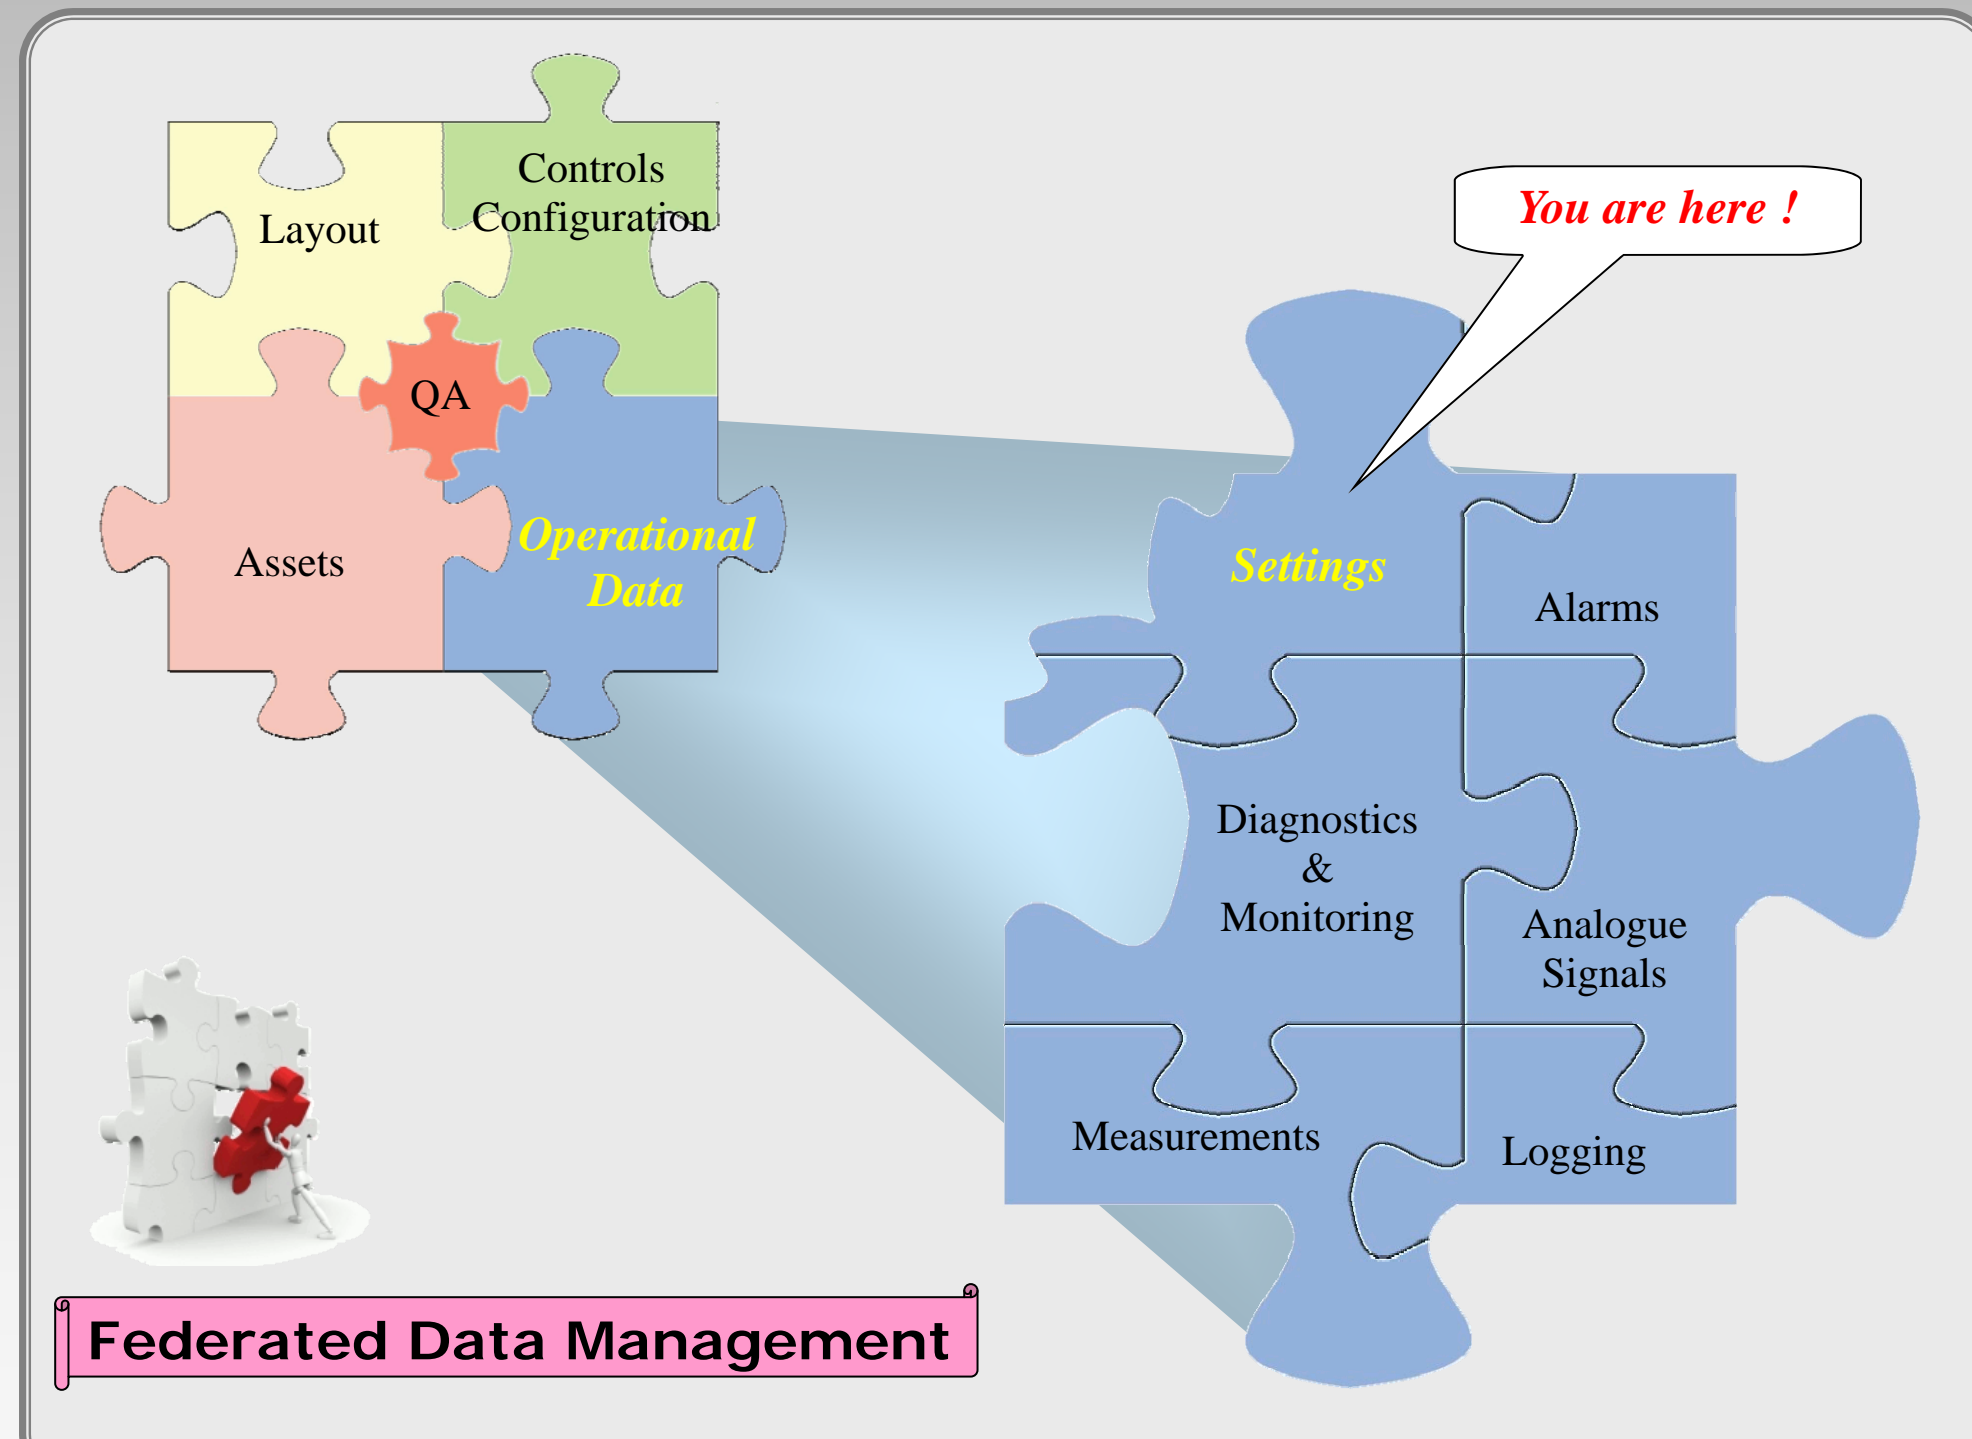 Controls
Configuration
Layout
QA
Assets
Operational
Data
You are here !
Settings
Alarms
Diagnostics
&
Monitoring
Analogue
Signals
Measurements
Logging
Federated Data Management